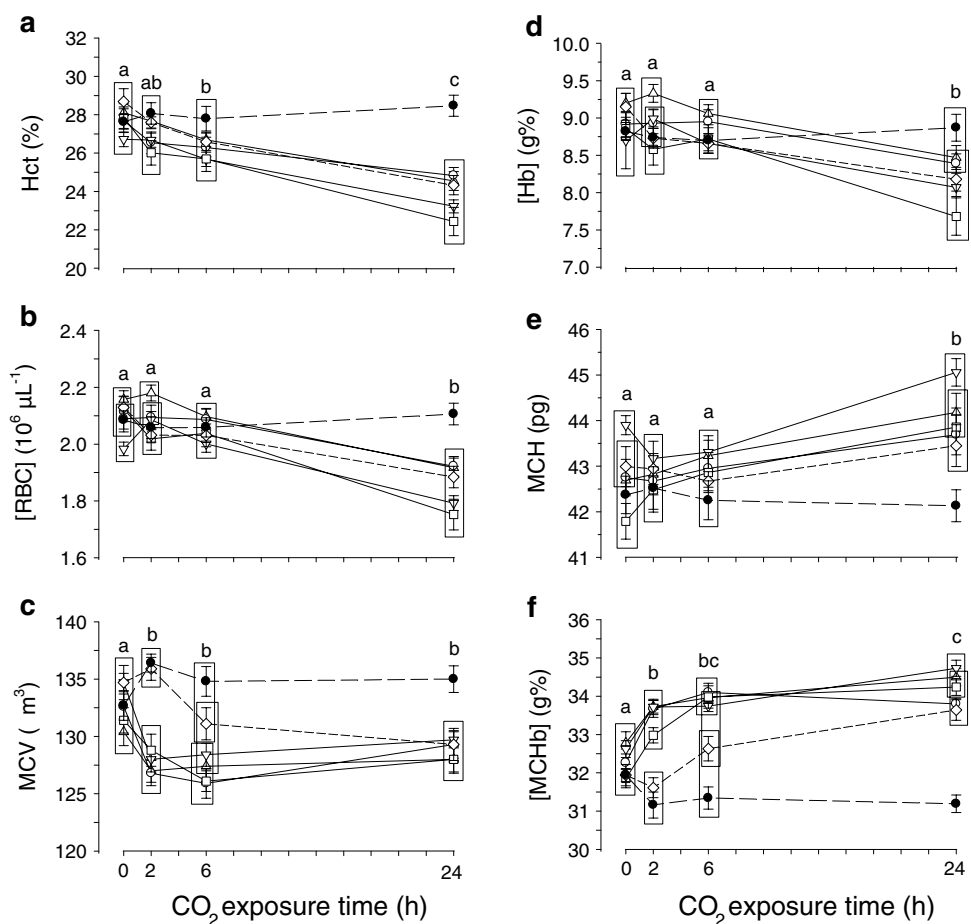 a
32
30
28
26
24
22
20
Hct (%)
a
ab
b
c
b
2.4
2.2
2.0
1.8
1.6
[RBC] (10⁶ µL⁻¹)
a
a
a
b
c
140
135
130
125
120
MCV ( m³)
a
b
b
b
0
2
6
24
CO₂ exposure time (h)
d
10.0
9.5
9.0
8.5
8.0
7.5
7.0
[Hb] (g%)
a
a
a
b
e
46
45
44
43
42
41
MCH (pg)
a
a
a
b
f
36
35
34
33
32
31
30
[MCHb] (g%)
a
b
bc
c
0
2
6
24
CO₂ exposure time (h)